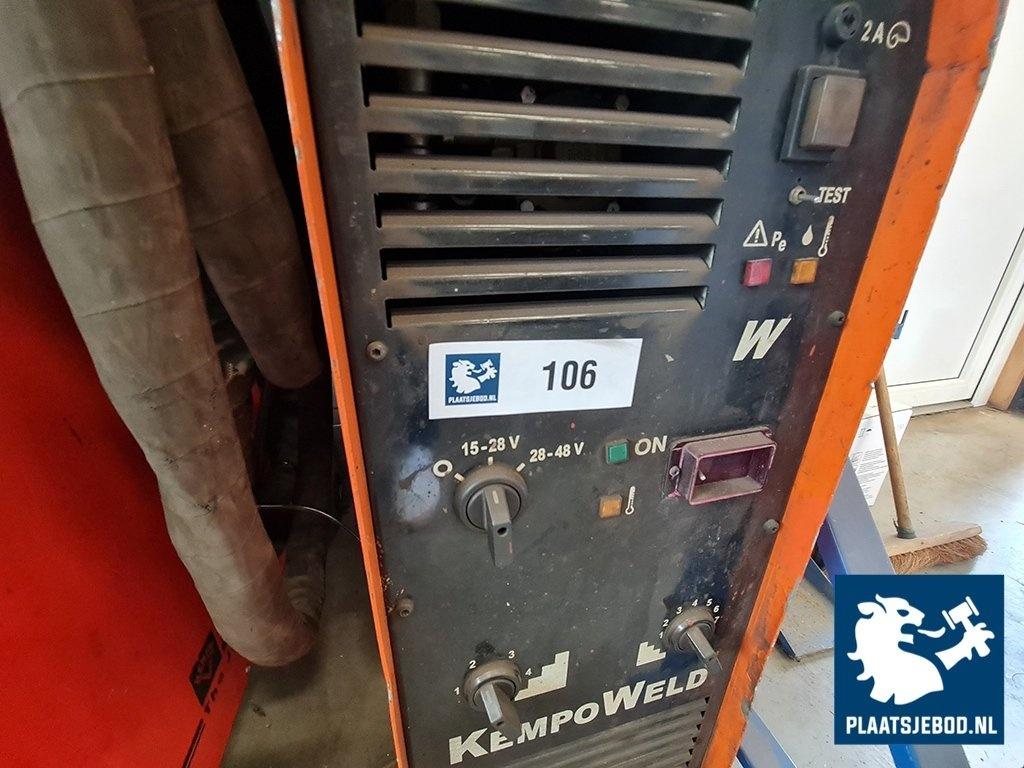 2A
TEST
Pe
W
106
PLAATSJEBOD.NL
15-28 V
28-48 V
O
ON
1 2 3 4
1 2 3 4 5 6 7
KEMPOWELD
PLAATSJEBOD.NL